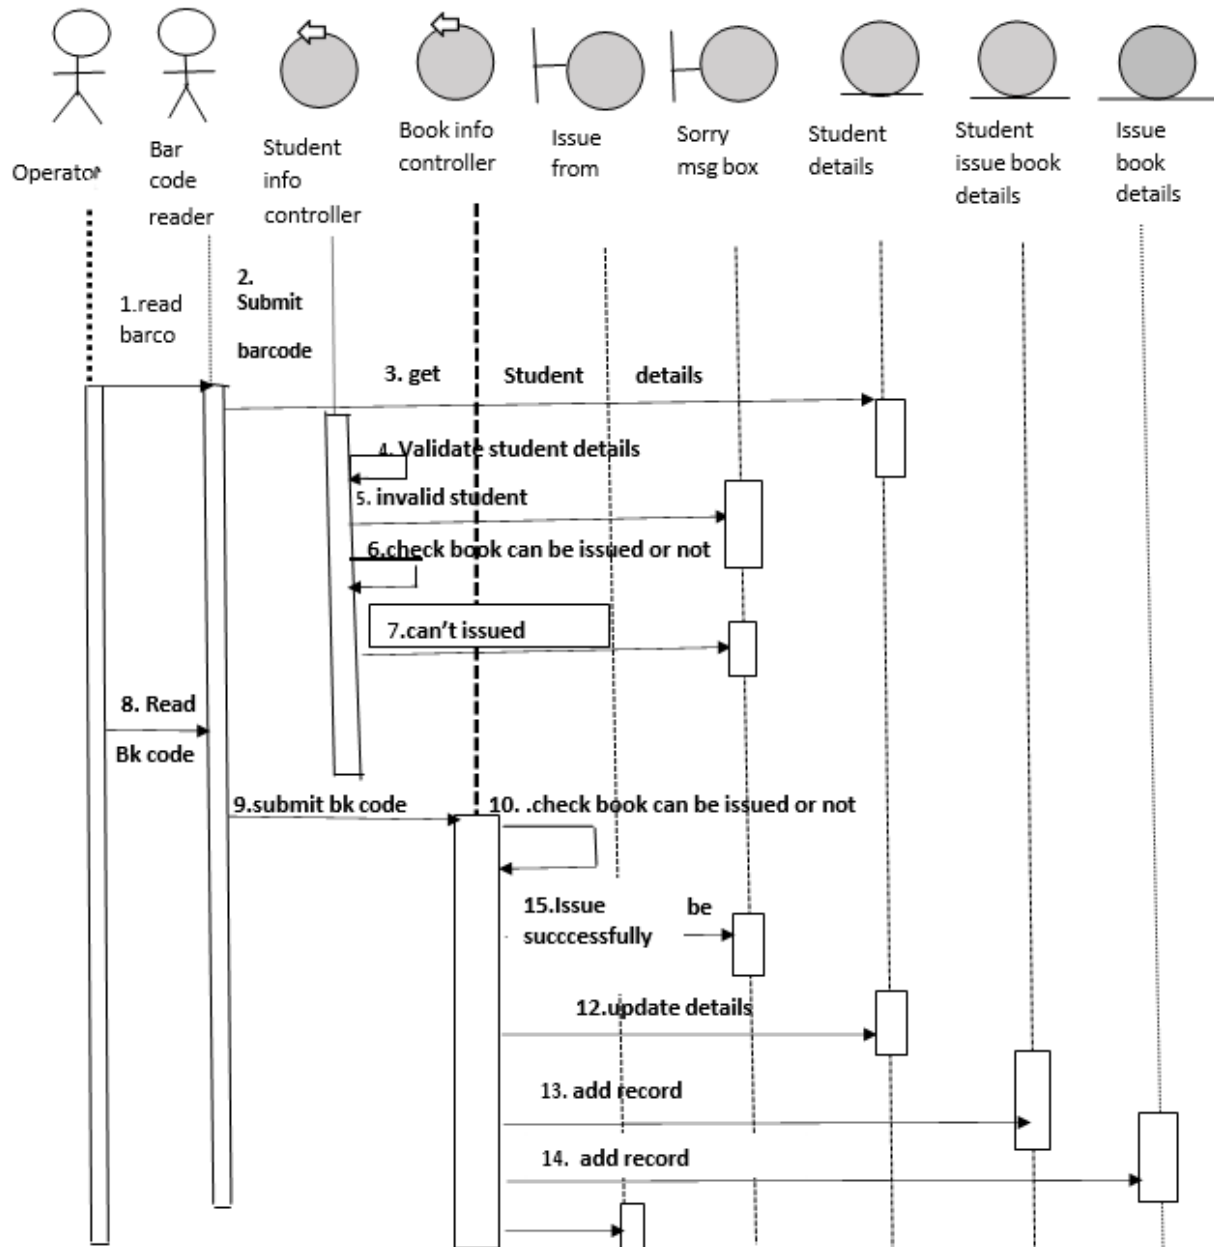 Operator
Bar
code
reader
Student
info
controller
Book info
controller
Issue
from
Sorry
msg box
Student
details
Student
issue book
details
Issue
book
details
1.read
barco
2.
Submit
barcode
3. get Student details
4. Validate student details
5. invalid student
6.check book can be issued or not
7.can’t issued
8. Read
Bk code
9.submit bk code
10. .check book can be issued or not
15.Issue be
succcessfully
12.update details
13. add record
14. add record